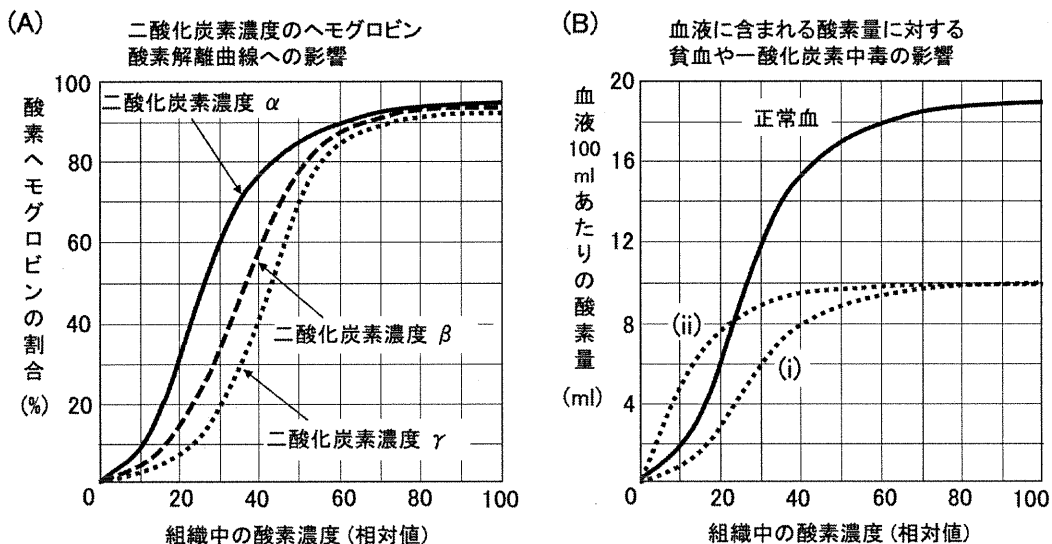 (A)
二酸化炭素濃度のヘモグロビン
酸素解離曲線への影響
酸素ヘモグロビンの割合(%)
100
80
60
40
20
0
二酸化炭素濃度 α
二酸化炭素濃度 β
二酸化炭素濃度 γ
0 20 40 60 80 100
組織中の酸素濃度(相対値)
(B)
血液に含まれる酸素量に対する
貧血や一酸化炭素中毒の影響
血液100mlあたりの酸素量(ml)
20
16
12
8
4
0
正常血
(ii)
(i)
0 20 40 60 80 100
組織中の酸素濃度(相対値)